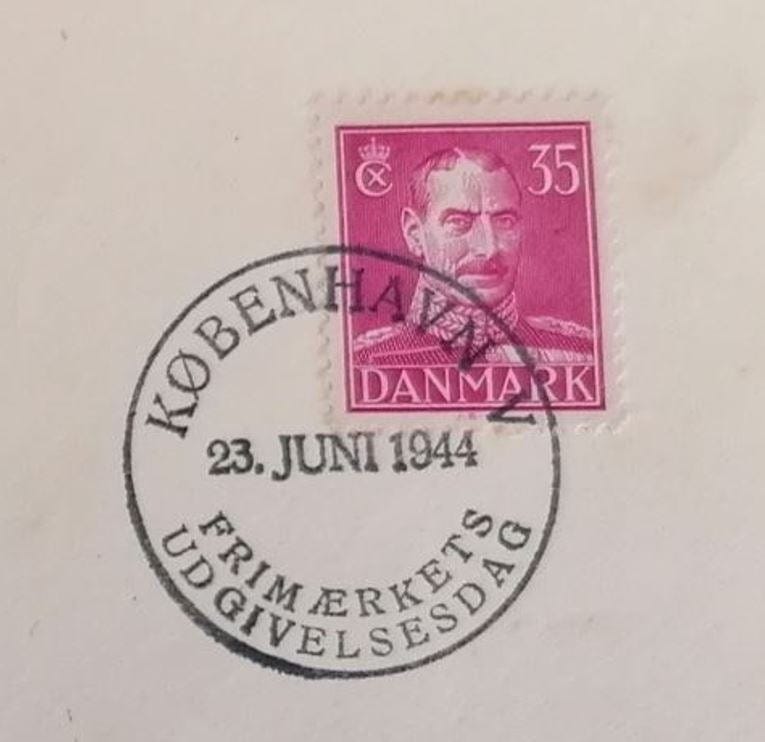 35
DANMARK
KØBENHAVN V
23. JUNI 1944
FRIMÆRKETS
UDGIVELSESDAG